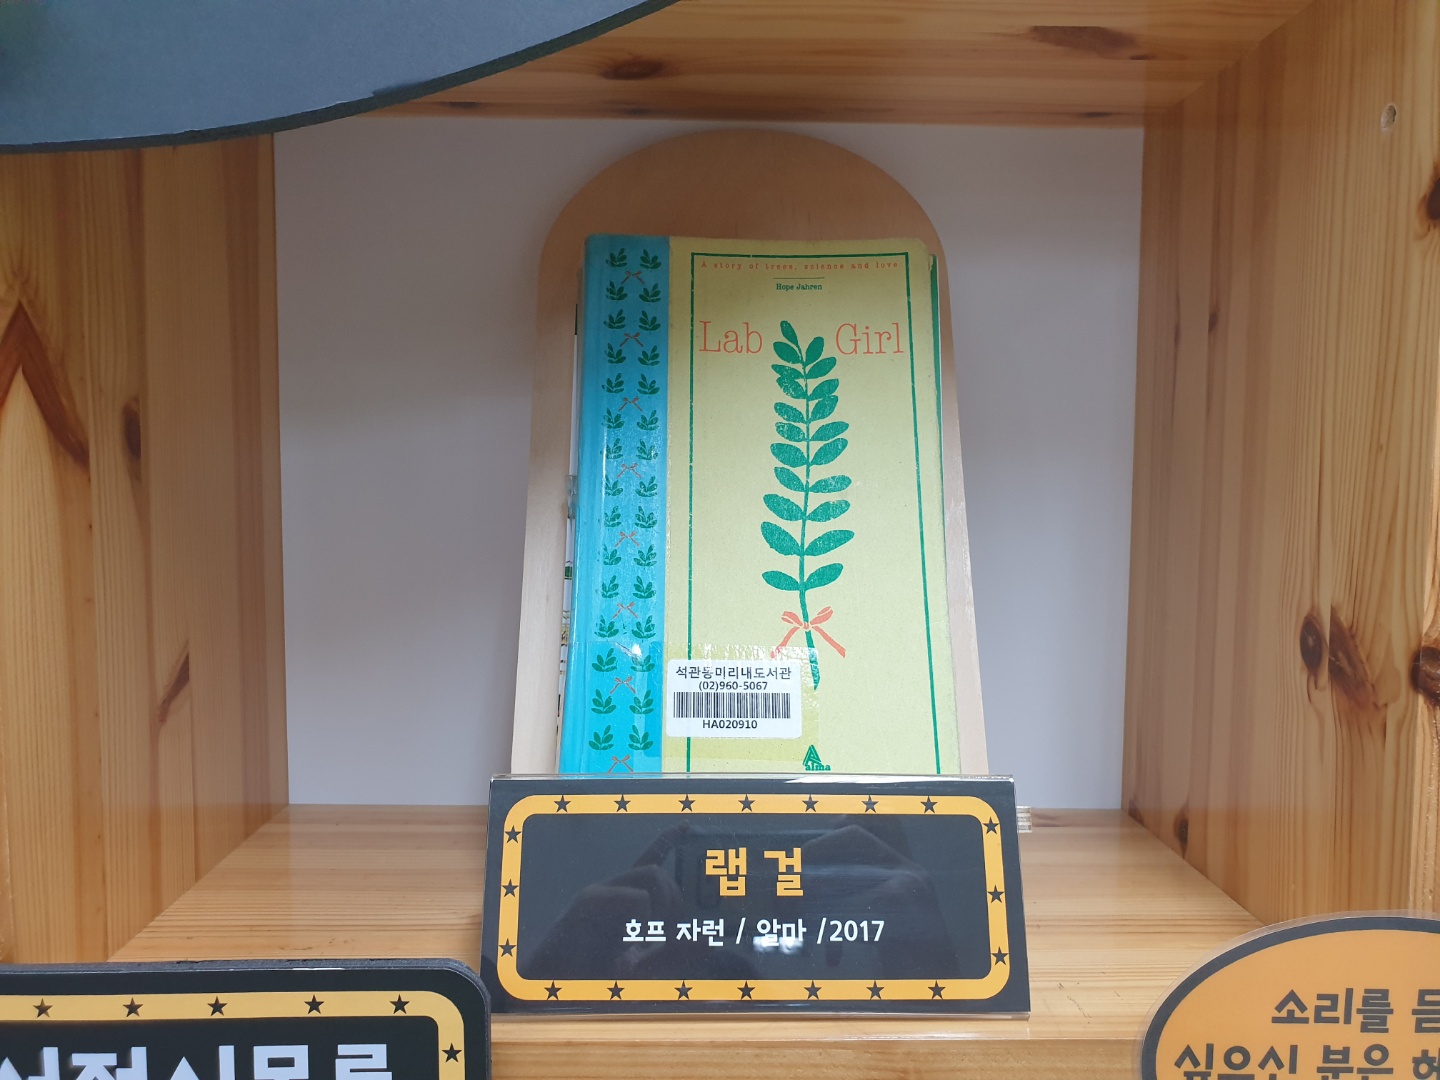 A story of trees, science and love
Hope Jahren
Lab Girl
석관동미리내도서관
(02)960-5067
HA020910
alma
랩 걸
호프 자런 / 알마 /2017
소리를
싶으신 분은